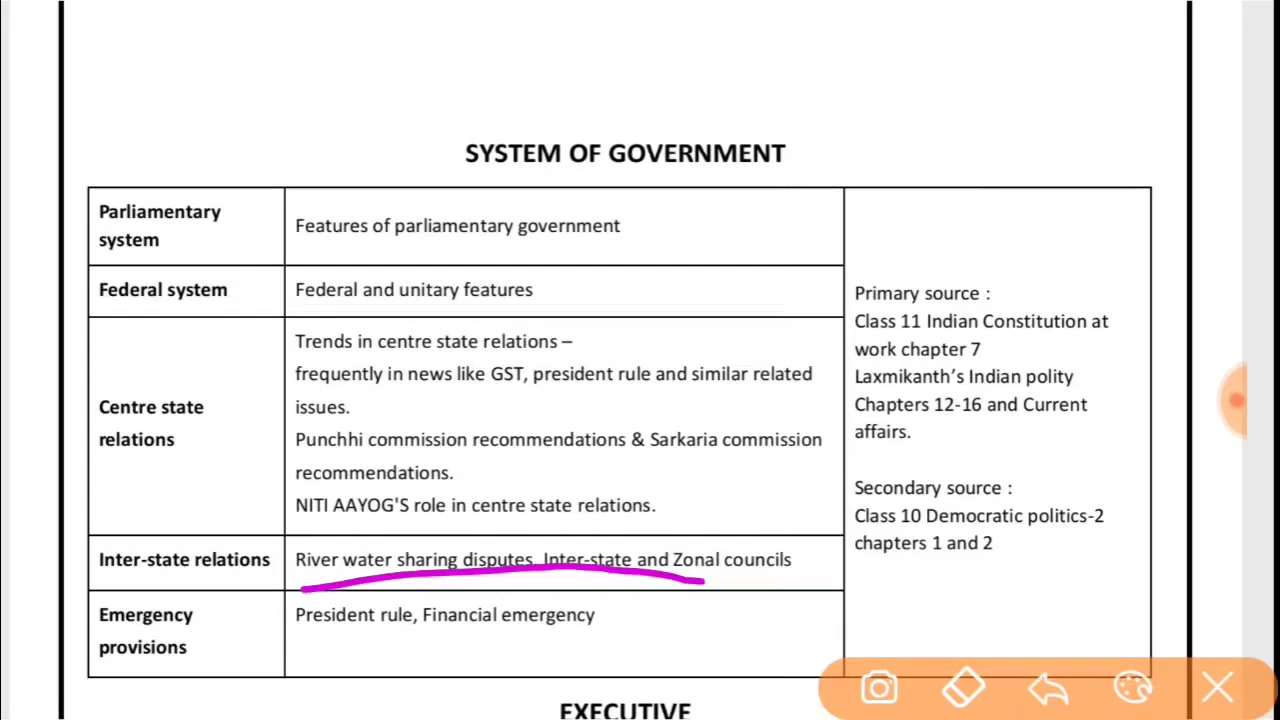 SYSTEM OF GOVERNMENT
Parliamentary
system
Features of parliamentary government
Federal system
Federal and unitary features
Centre state
relations
Trends in centre state relations –
frequently in news like GST, president rule and similar related
issues.
Punchhi commission recommendations & Sarkaria commission
recommendations.
NITI AAYOG'S role in centre state relations.
Inter-state relations
River water sharing disputes, Inter-state and Zonal councils
Emergency
provisions
President rule, Financial emergency
Primary source :
Class 11 Indian Constitution at
work chapter 7
Laxmikanth’s Indian polity
Chapters 12-16 and Current
affairs.
Secondary source :
Class 10 Democratic politics-2
chapters 1 and 2
EXECUTIVE